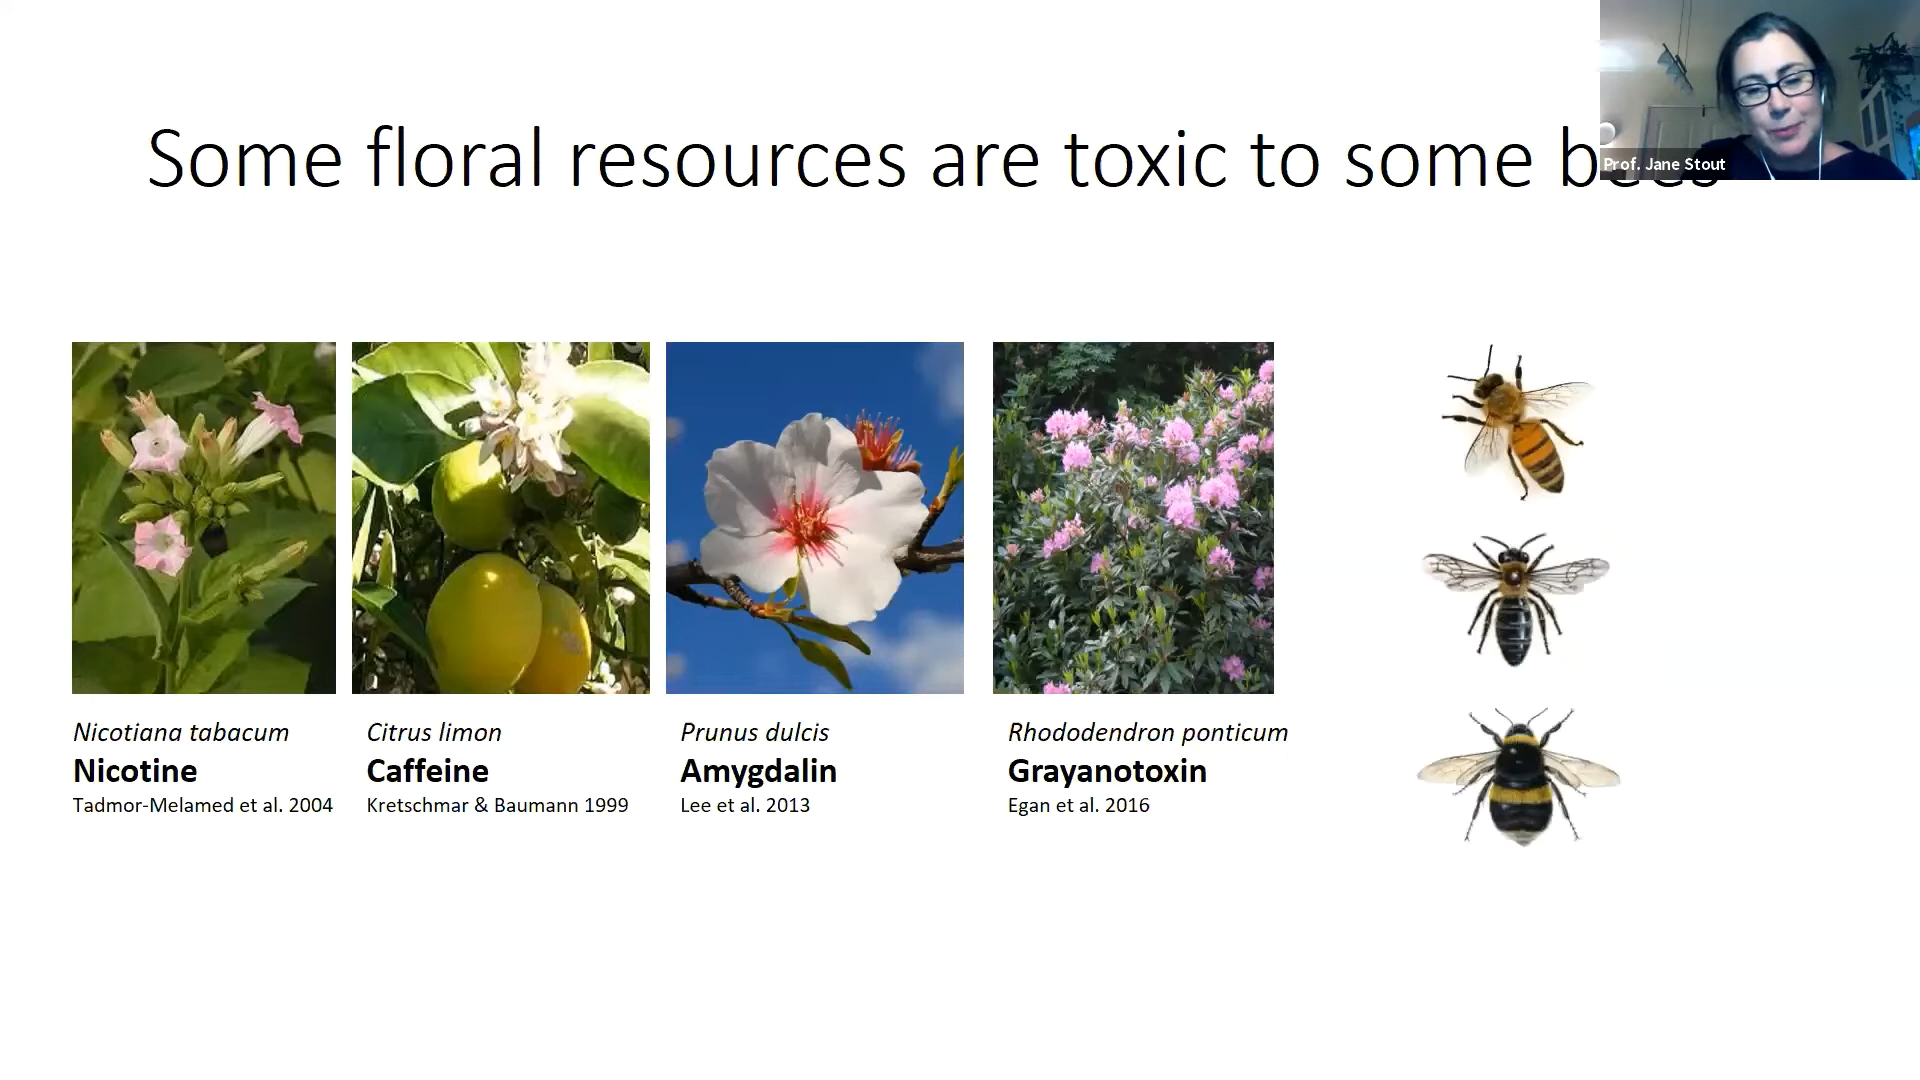 Some floral resources are toxic to some bees
Prof. Jane Stout
Nicotiana tabacum
Nicotine
Tadmor-Melamed et al. 2004
Citrus limon
Caffeine
Kretschmar & Baumann 1999
Prunus dulcis
Amygdalin
Lee et al. 2013
Rhododendron ponticum
Grayanotoxin
Egan et al. 2016